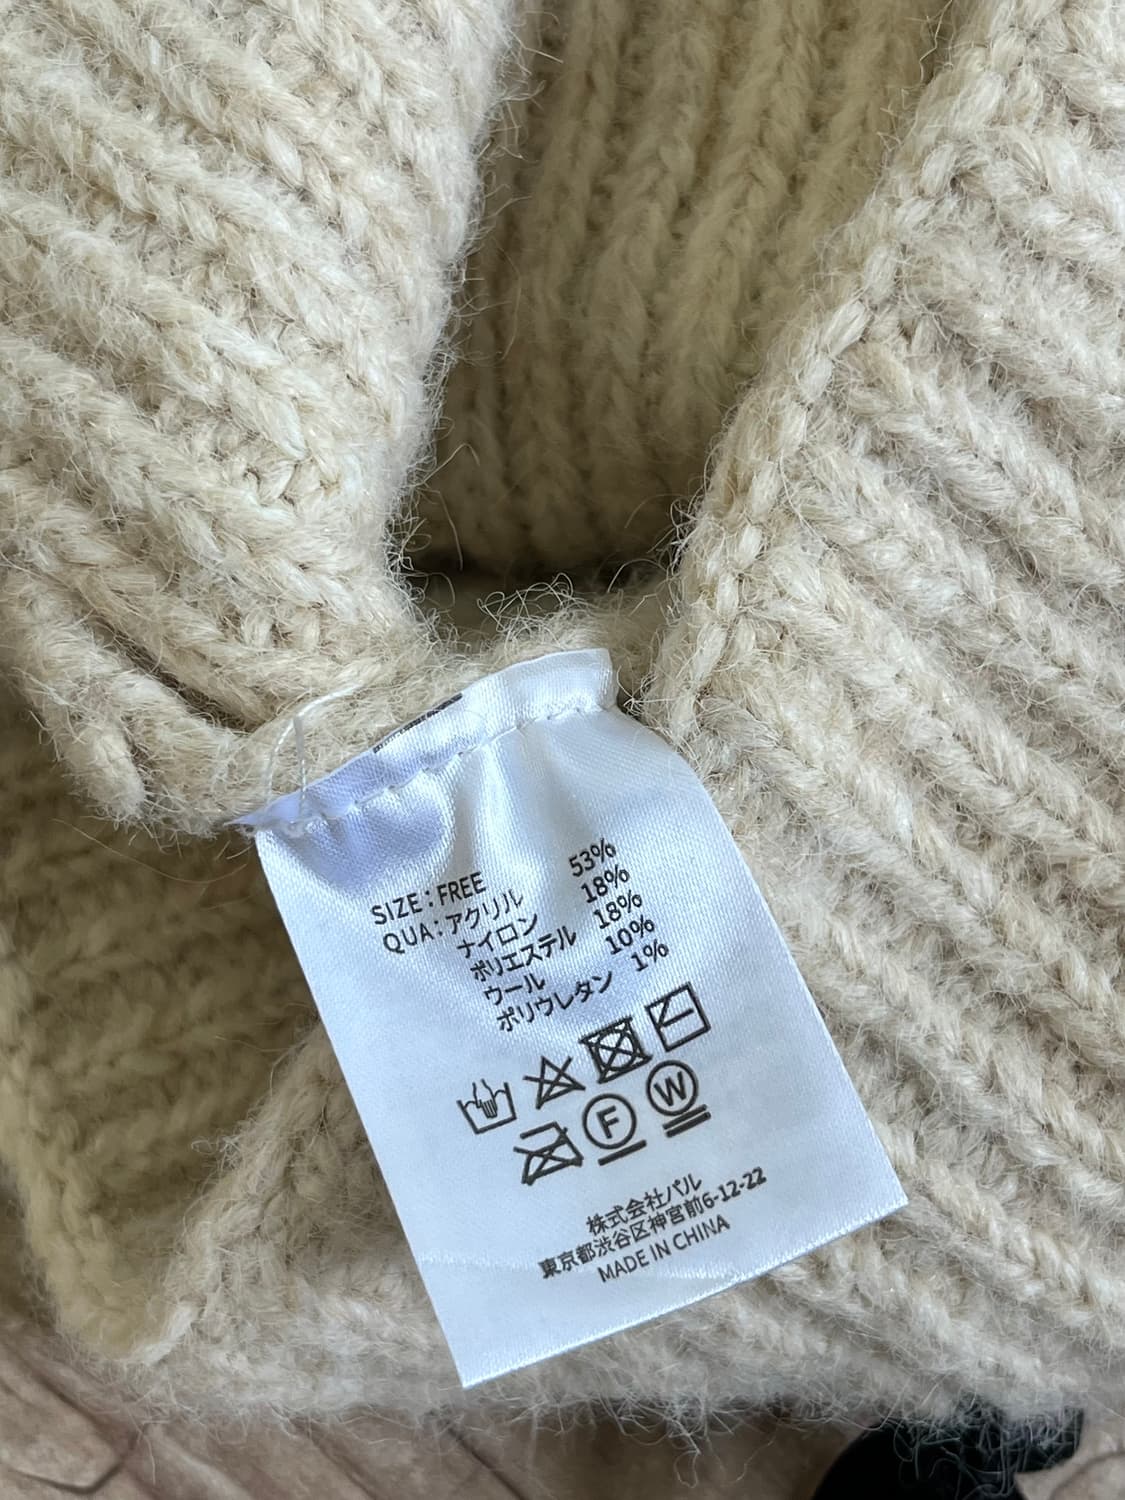 SIZE:FREE
QUA:アクリル 53%
ナイロン 18%
ポリエステル 18%
ウール 10%
ポリウレタン 1%
F W
株式会社パル
東京都渋谷区神宮前6-12-22
MADE IN CHINA